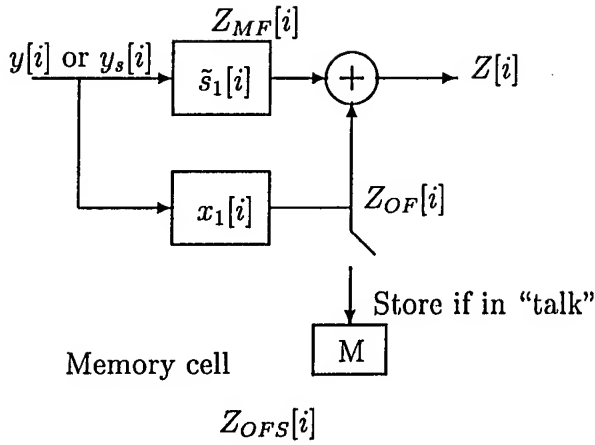 Z_{MF}[i]
y[i] or y_s[i]
s̃_1[i]
+
Z[i]
x_1[i]
Z_{OF}[i]
Store if in “talk”
M
Memory cell
Z_{OFS}[i]